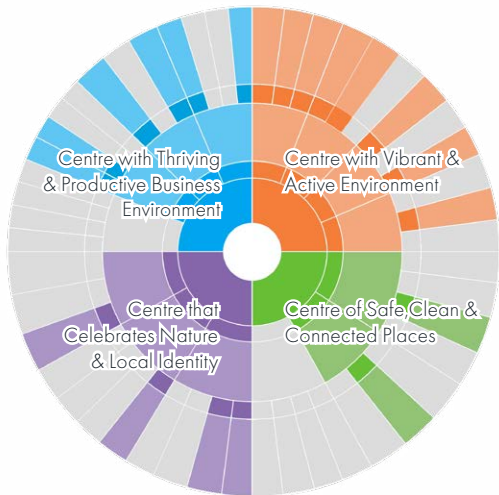 Centre with Thriving
& Productive Business
Environment
Centre with Vibrant &
Active Environment
Centre that
Celebrates Nature
& Local Identity
Centre of Safe,Clean &
Connected Places